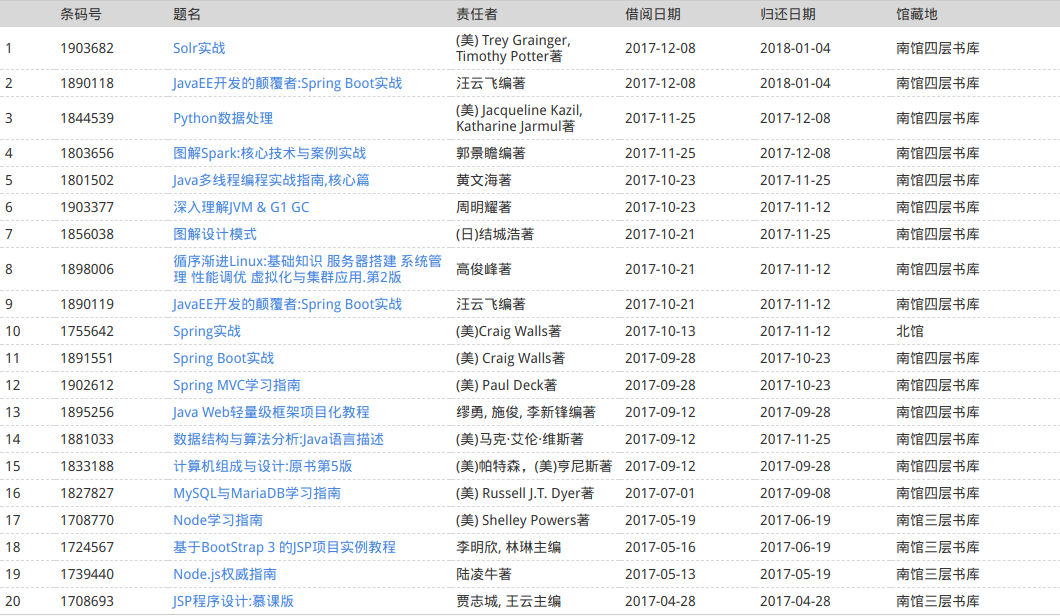 条码号 题名 责任者 借阅日期 归还日期 馆藏地
1 1903682 Solr实战 (美) Trey Grainger, Timothy Potter著 2017-12-08 2018-01-04 南馆四层书库
2 1890118 JavaEE开发的颠覆者:Spring Boot实战 汪云飞编著 2017-12-08 2018-01-04 南馆四层书库
3 1844539 Python数据处理 (美) Jacqueline Kazil, Katharine Jarmul著 2017-11-25 2017-12-08 南馆四层书库
4 1803656 图解Spark:核心技术与案例实战 郭景瞻编著 2017-11-25 2017-12-08 南馆四层书库
5 1801502 Java多线程编程实战指南,核心篇 黄文海著 2017-10-23 2017-11-25 南馆四层书库
6 1903377 深入理解JVM & G1 GC 周明耀著 2017-10-23 2017-11-12 南馆四层书库
7 1856038 图解设计模式 (日)结城浩著 2017-10-21 2017-11-25 南馆四层书库
8 1898006 循序渐进Linux:基础知识 服务器搭建 系统管理 性能调优 虚拟化与集群应用.第2版 高俊峰著 2017-10-21 2017-11-12 南馆四层书库
9 1890119 JavaEE开发的颠覆者:Spring Boot实战 汪云飞编著 2017-10-21 2017-11-12 南馆四层书库
10 1755642 Spring实战 (美)Craig Walls著 2017-10-13 2017-11-12 北馆
11 1891551 Spring Boot实战 (美) Craig Walls著 2017-09-28 2017-10-23 南馆四层书库
12 1902612 Spring MVC学习指南 (美) Paul Deck著 2017-09-28 2017-10-23 南馆四层书库
13 1895256 Java Web轻量级框架项目化教程 缪勇, 施俊, 李新锋编著 2017-09-12 2017-09-28 南馆四层书库
14 1881033 数据结构与算法分析:Java语言描述 (美)马克·艾伦·维斯著 2017-09-12 2017-11-25 南馆四层书库
15 1833188 计算机组成与设计:原书第5版 (美)帕特森，(美)亨尼斯著 2017-09-12 2017-09-28 南馆四层书库
16 1827827 MySQL与MariaDB学习指南 (美) Russell J.T. Dyer著 2017-07-01 2017-09-08 南馆四层书库
17 1708770 Node学习指南 (美) Shelley Powers著 2017-05-19 2017-06-19 南馆三层书库
18 1724567 基于BootStrap 3 的JSP项目实例教程 李明欣, 林琳主编 2017-05-16 2017-06-19 南馆三层书库
19 1739440 Node.js权威指南 陆凌牛著 2017-05-13 2017-05-19 南馆三层书库
20 1708693 JSP程序设计:慕课版 贾志城, 王云主编 2017-04-28 2017-04-28 南馆三层书库